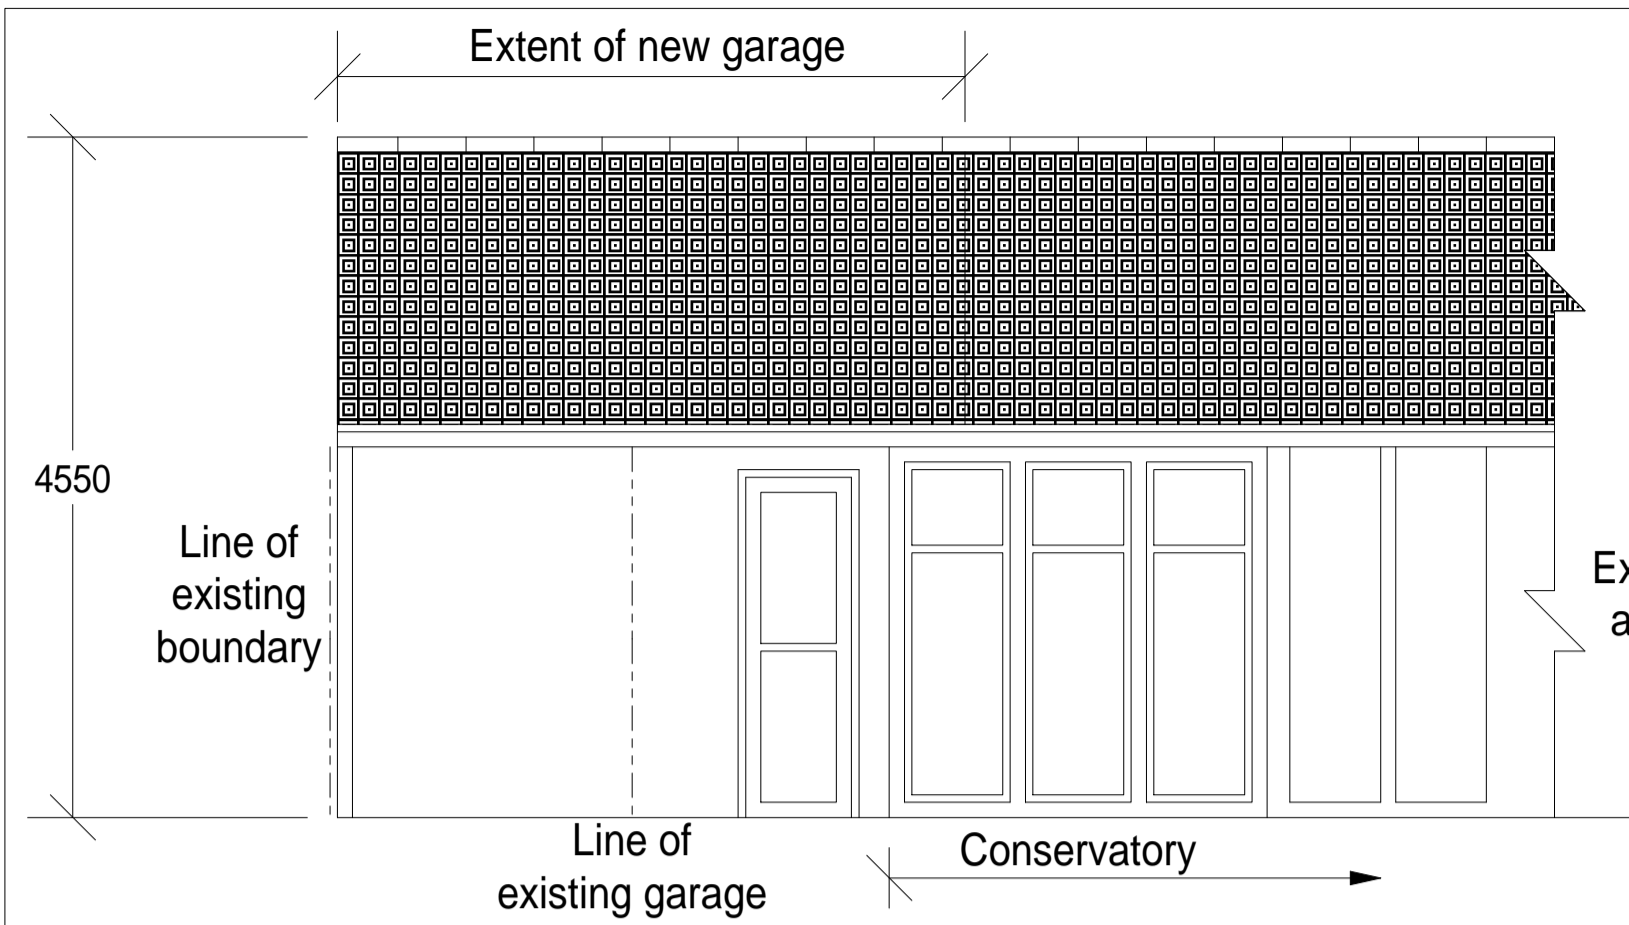 Extent of new garage
4550
Line of
existing
boundary
Line of
existing garage
Conservatory